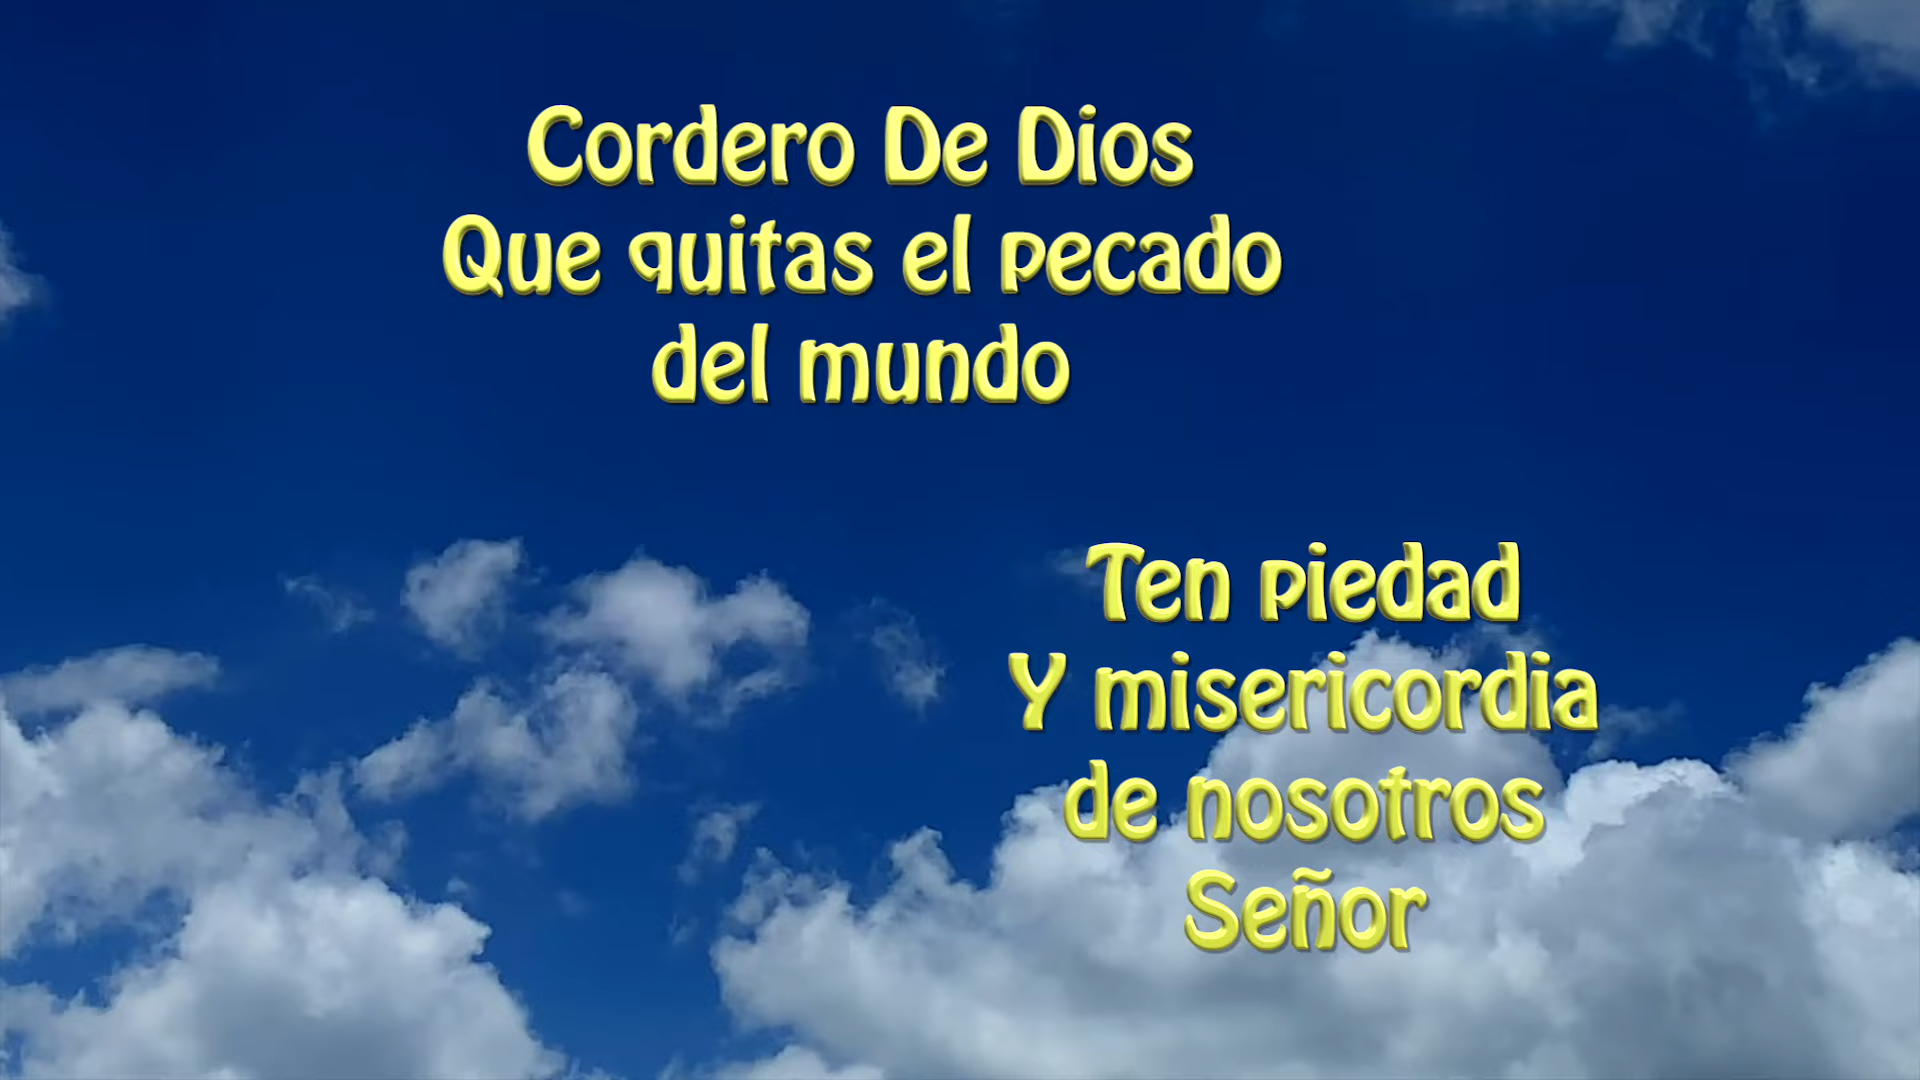 Cordero De Dios
Que quitas el pecado
del mundo
Ten piedad
Y misericordia
de nosotros
Señor